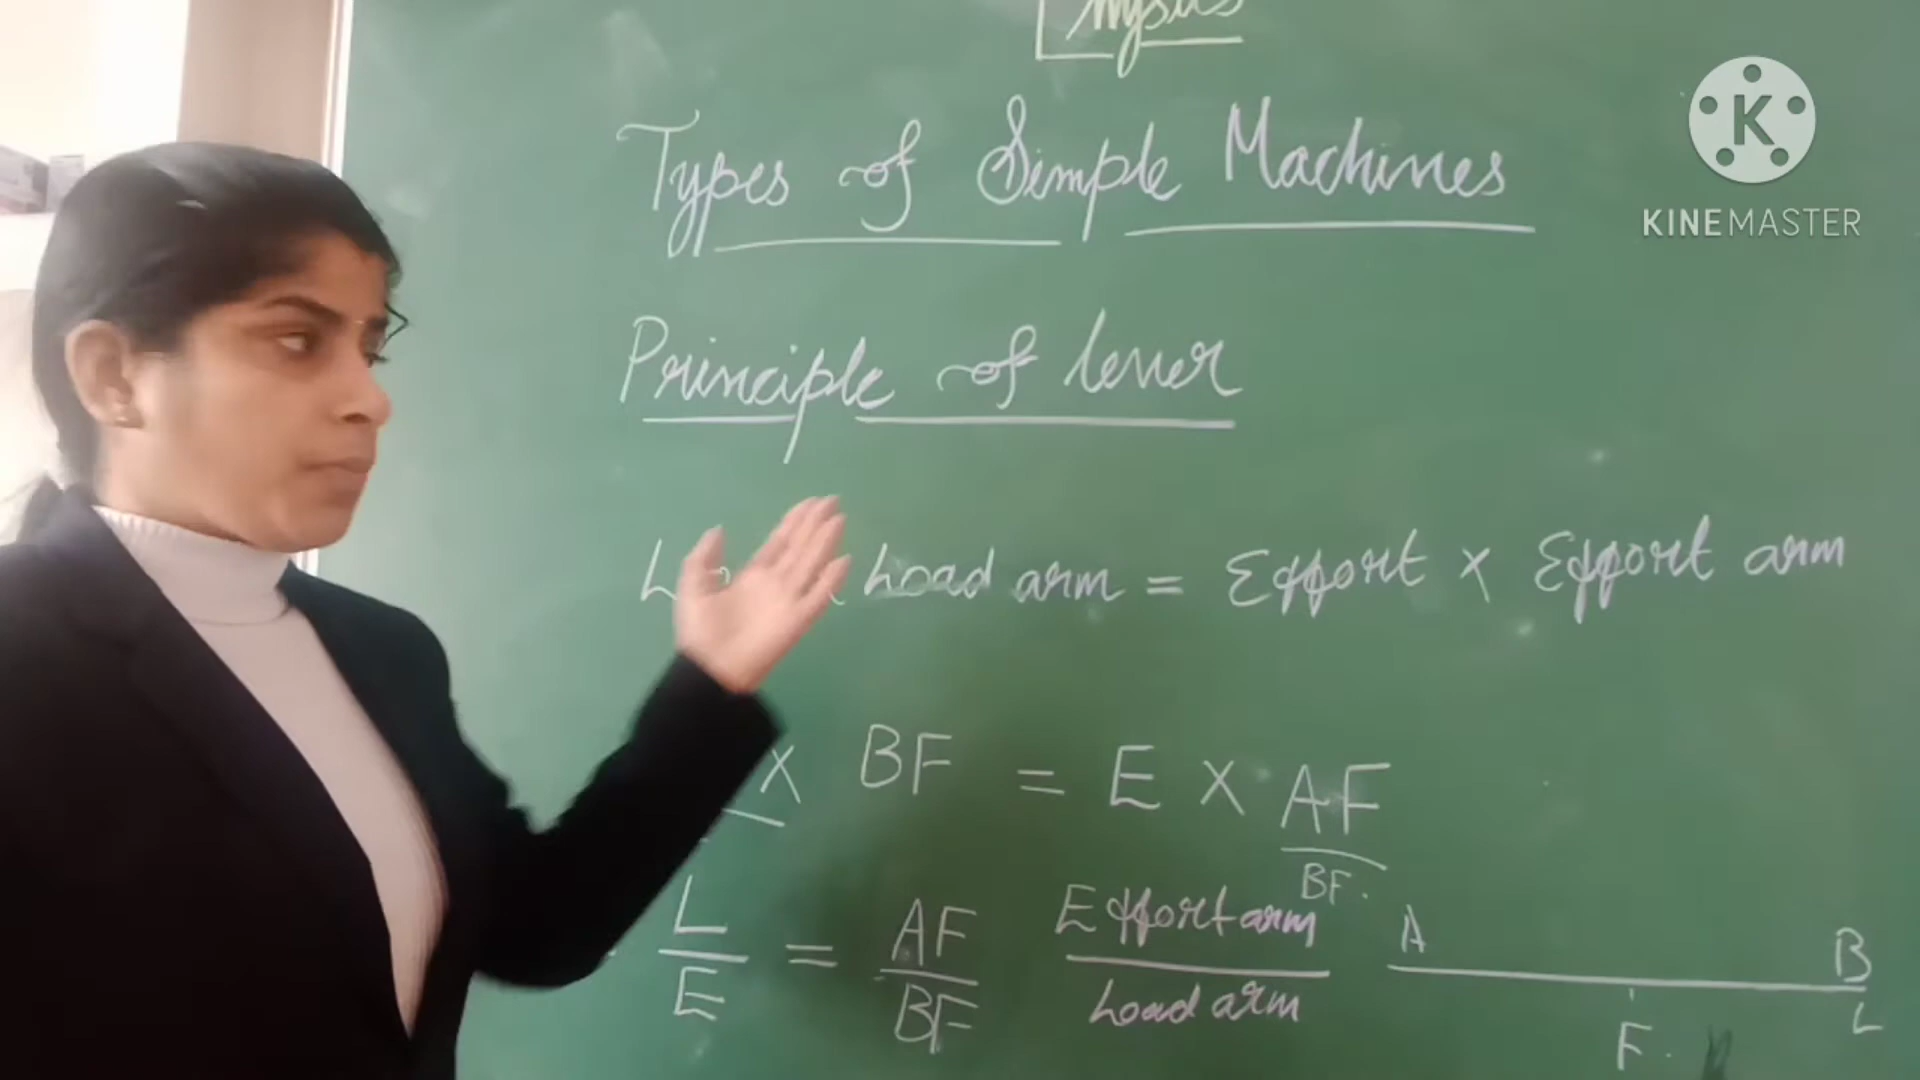 Physics
K
KINEMASTER
Types of Simple Machines
Principle of lever
Load arm = Effort x Effort arm
x BF = E x AF
BF.
L
E
= AF
BF
Effort arm
Load arm
A
B
F.
L